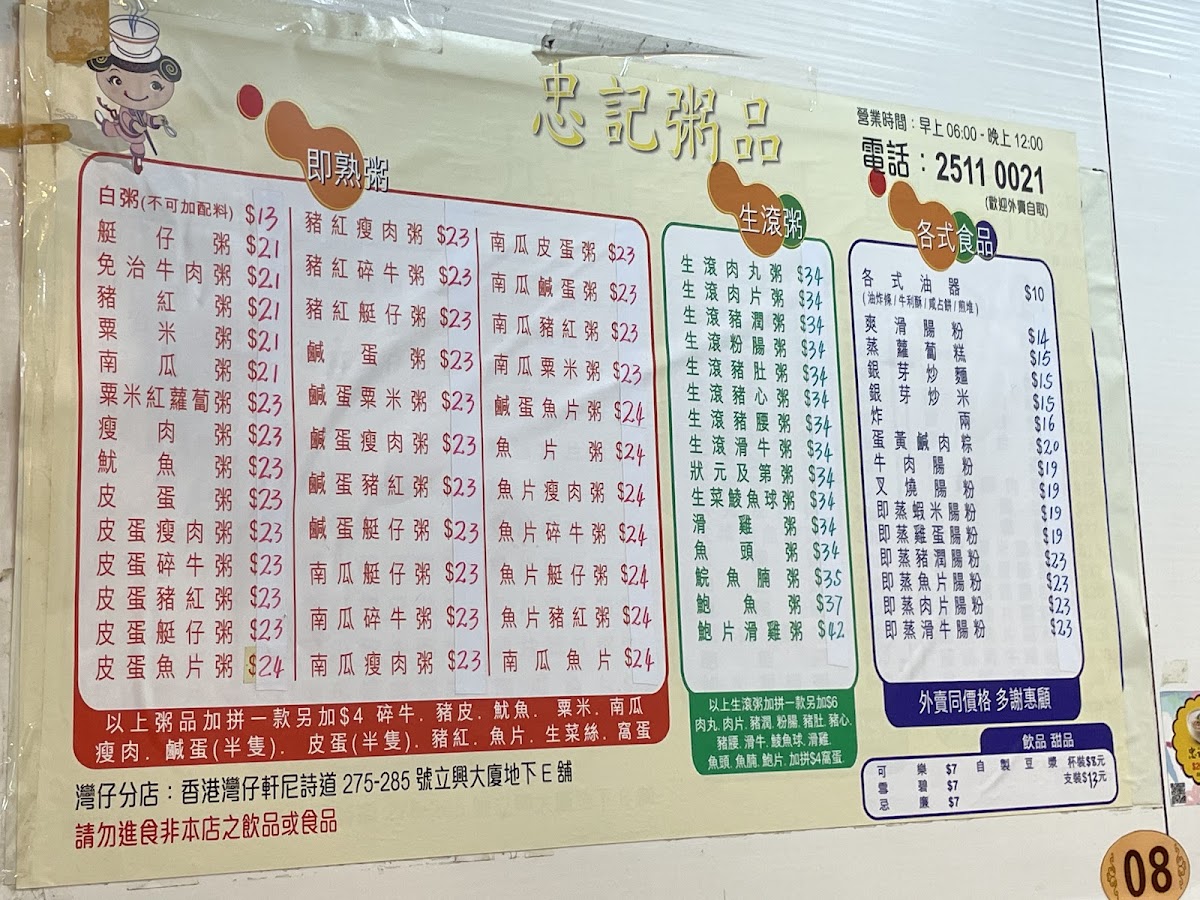 忠記粥品
營業時間：早上 06:00 - 晚上 12:00
電話：2511 0021
(歡迎外賣自取)
即熟粥
白粥(不可加配料) $13
艇仔粥 $21
免治牛肉粥 $21
豬紅粥 $21
粟米粥 $21
南瓜粥 $21
粟米紅蘿蔔粥 $23
瘦肉粥 $23
魷魚粥 $23
皮蛋粥 $23
皮蛋瘦肉粥 $23
皮蛋碎牛粥 $23
皮蛋豬紅粥 $23
皮蛋艇仔粥 $23
皮蛋魚片粥 $24
豬紅瘦肉粥 $23
豬紅碎牛粥 $23
豬紅艇仔粥 $23
鹹蛋粥 $23
鹹蛋粟米粥 $23
鹹蛋瘦肉粥 $23
鹹蛋豬紅粥 $23
鹹蛋艇仔粥 $23
南瓜艇仔粥 $23
南瓜碎牛粥 $23
南瓜瘦肉粥 $23
南瓜皮蛋粥 $23
南瓜鹹蛋粥 $23
南瓜豬紅粥 $23
南瓜粟米粥 $23
鹹蛋魚片粥 $24
魚片粥 $24
魚片瘦肉粥 $24
魚片碎牛粥 $24
魚片艇仔粥 $24
魚片豬紅粥 $24
南瓜魚片 $24
以上粥品加拼一款另加$4 碎牛. 豬皮. 魷魚. 粟米. 南瓜
瘦肉. 鹹蛋(半隻). 皮蛋(半隻). 豬紅. 魚片. 生菜絲. 窩蛋
生滾粥
生滾肉丸粥 $34
生滾肉片粥 $34
生滾豬潤粥 $34
生滾粉腸粥 $34
生滾豬肚粥 $34
生滾豬心粥 $34
生滾豬腰粥 $34
生滾滑牛粥 $34
狀元及第粥 $34
生菜鯪魚球粥 $34
滑雞粥 $34
魚頭粥 $34
鯇魚腩粥 $35
鮑魚粥 $37
鮑片滑雞粥 $42
以上生滾粥加拼一款另加$6
肉丸. 肉片. 豬潤. 粉腸. 豬肚. 豬心.
豬腰. 滑牛. 鯪魚球. 滑雞
魚頭. 魚腩. 鮑片. 加拼$4窩蛋.
各式食品
各式油器 $10
(油炸條 / 牛利酥 / 咸占餅 / 煎堆)
爽滑腸粉 $14
蒸蘿蔔糕 $15
銀芽炒麵 $15
銀芽炒米 $15
炸兩 $16
蛋黃鹹肉粽 $20
牛肉腸粉 $19
叉燒腸粉 $19
即蒸蝦米腸粉 $19
即蒸雞蛋腸粉 $19
即蒸豬潤腸粉 $23
即蒸魚片腸粉 $23
即蒸肉片腸粉 $23
即蒸滑牛腸粉 $23
外賣同價格 多謝惠顧
飲品 甜品
可樂 $7 自製豆漿 杯裝$8元
雪碧 $7 支裝$13元
忌廉 $7
灣仔分店：香港灣仔軒尼詩道 275-285 號立興大廈地下 E 舖
請勿進食非本店之飲品或食品
08